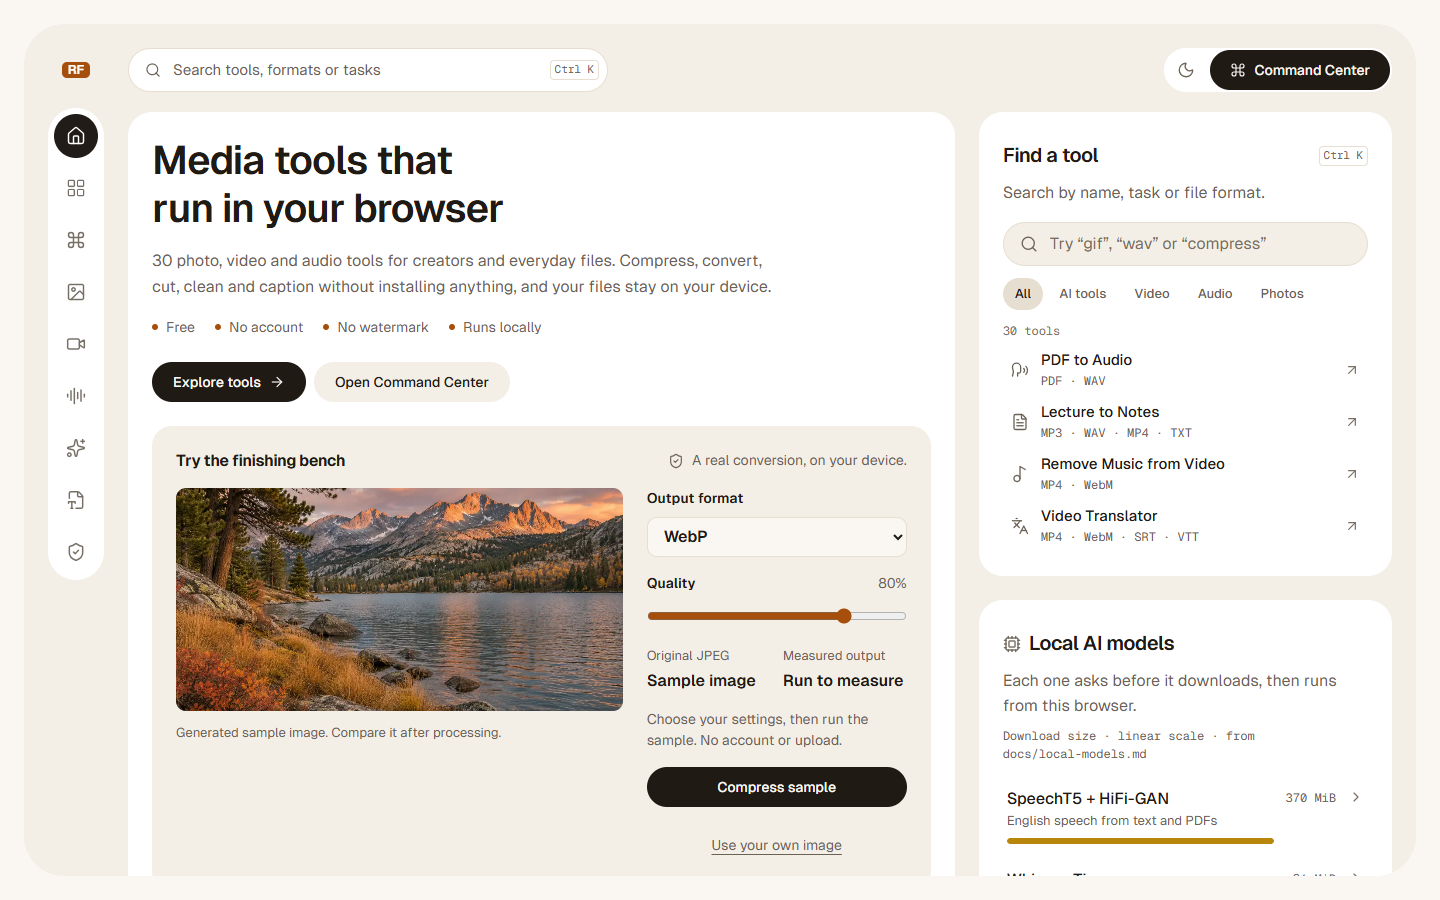 RF
Search tools, formats or tasks
Ctrl K
Command Center
Media tools that
run in your browser
30 photo, video and audio tools for creators and everyday files. Compress, convert,
cut, clean and caption without installing anything, and your files stay on your device.
Free
No account
No watermark
Runs locally
Explore tools
Open Command Center
Try the finishing bench
A real conversion, on your device.
Generated sample image. Compare it after processing.
Output format
WebP
Quality
80%
Original JPEG
Measured output
Sample image
Run to measure
Choose your settings, then run the
sample. No account or upload.
Compress sample
Use your own image
Find a tool
Ctrl K
Search by name, task or file format.
Try “gif”, “wav” or “compress”
All
AI tools
Video
Audio
Photos
30 tools
PDF to Audio
PDF · WAV
Lecture to Notes
MP3 · WAV · MP4 · TXT
Remove Music from Video
MP4 · WebM
Video Translator
MP4 · WebM · SRT · VTT
Local AI models
Each one asks before it downloads, then runs
from this browser.
Download size · linear scale · from
docs/local-models.md
SpeechT5 + HiFi-GAN
370 MiB
English speech from text and PDFs